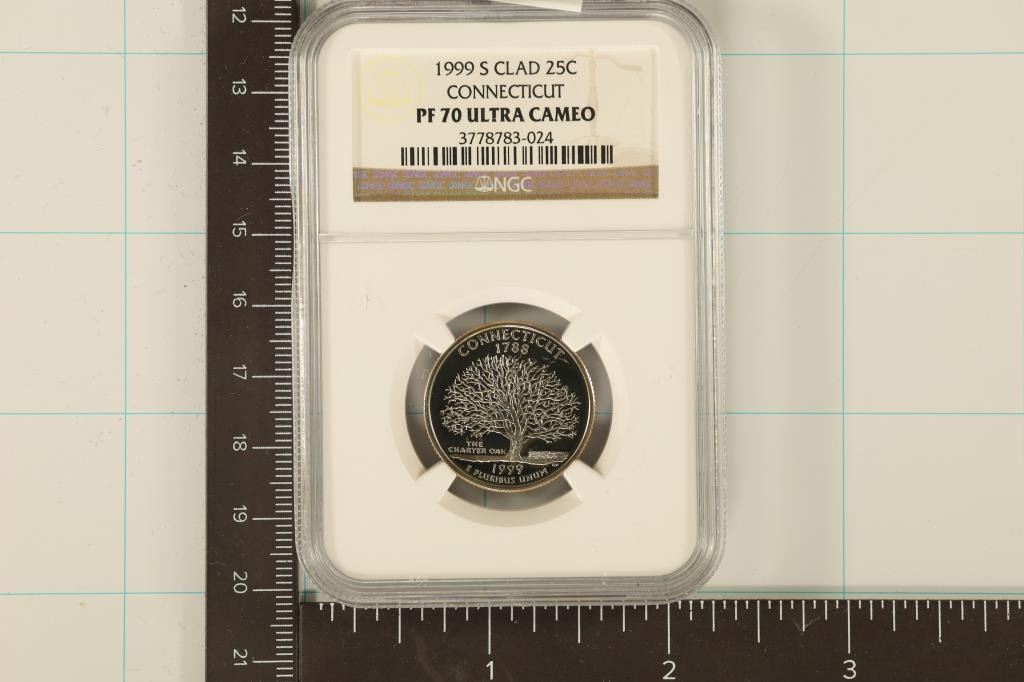 1999 S CLAD 25C
CONNECTICUT
PF 70 ULTRA CAMEO
3778783-024
NGC
CONNECTICUT
1788
THE
CHARTER OAK
1999
E PLURIBUS UNUM
12
13
14
15
16
17
18
19
20
21
1 2 3